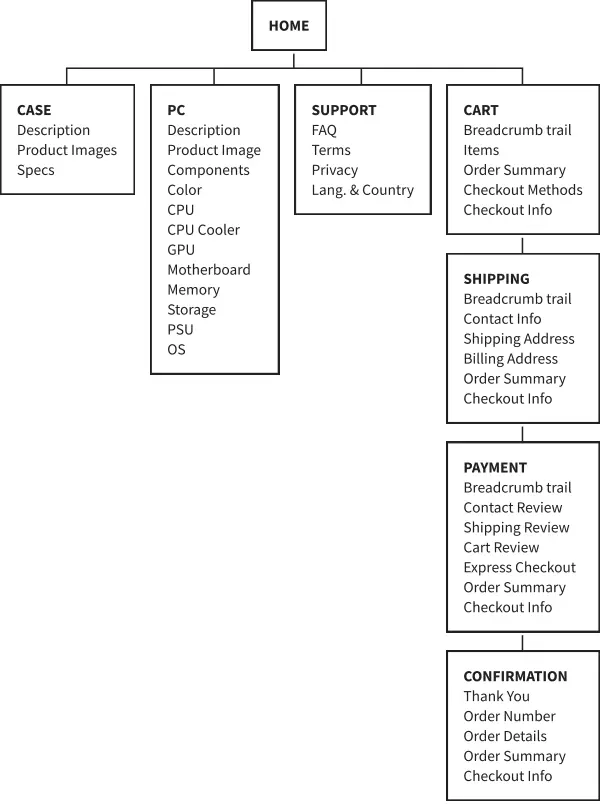 HOME
CASE
Description
Product Images
Specs
PC
Description
Product Image
Components
Color
CPU
CPU Cooler
GPU
Motherboard
Memory
Storage
PSU
OS
SUPPORT
FAQ
Terms
Privacy
Lang. & Country
CART
Breadcrumb trail
Items
Order Summary
Checkout Methods
Checkout Info
SHIPPING
Breadcrumb trail
Contact Info
Shipping Address
Billing Address
Order Summary
Checkout Info
PAYMENT
Breadcrumb trail
Contact Review
Shipping Review
Cart Review
Express Checkout
Order Summary
Checkout Info
CONFIRMATION
Thank You
Order Number
Order Details
Order Summary
Checkout Info